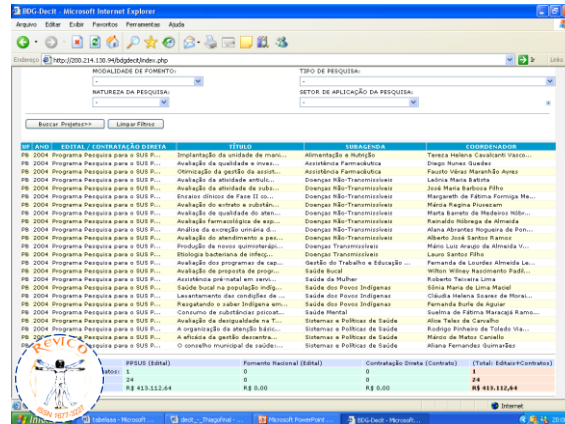 BDG-Decit - Microsoft Internet Explorer
Arquivo Editar Exibir Favoritos Ferramentas Ajuda
Endereço http://200.214.130.94/bdgdecit/index.php Links
MODALIDADE DE FOMENTO: TIPO DE PESQUISA:
- -
NATUREZA DA PESQUISA: SETOR DE APLICAÇÃO DA PESQUISA:
- -
Buscar Projetos>> Limpar Filtros
UF ANO EDITAL / CONTRATAÇÃO DIRETA TÍTULO SUBAGENDA COORDENADOR
PB 2004 Programa Pesquisa para o SUS P... Implantação da unidade de mani... Alimentação e Nutrição Tereza Helena Cavalcanti Vasco...
PB 2004 Programa Pesquisa para o SUS P... Avaliação da qualidade e inves... Assistência Farmacêutica Diego Nunes Guedes
PB 2004 Programa Pesquisa para o SUS P... Otimização da gestão da assist... Assistência Farmacêutica Fausto Véras Maranhão Ayres
PB 2004 Programa Pesquisa para o SUS P... Avaliação da atividade antiulc... Doenças Não-Transmissíveis Leônia Maria Batista
PB 2004 Programa Pesquisa para o SUS P... Avaliação da atividade de subs... Doenças Não-Transmissíveis José Maria Barbosa Filho
PB 2004 Programa Pesquisa para o SUS P... Ensaios clínicos de Fase II co... Doenças Não-Transmissíveis Margareth de Fátima Formiga Me...
PB 2004 Programa Pesquisa para o SUS P... Avaliação do extrato e substân... Doenças Não-Transmissíveis Márcia Regina Piuvezam
PB 2004 Programa Pesquisa para o SUS P... Avaliação de qualidade do aten... Doenças Não-Transmissíveis Marta Barreto de Medeiros Nóbr...
PB 2004 Programa Pesquisa para o SUS P... Avaliação farmacológica de esp... Doenças Não-Transmissíveis Reinaldo Nóbrega de Almeida
PB 2004 Programa Pesquisa para o SUS P... Análise da excreção urinária d... Doenças Não-Transmissíveis Alana Abrantes Nogueira de Pon...
PB 2004 Programa Pesquisa para o SUS P... Avaliação do atendimento a pes... Doenças Não-Transmissíveis Alberto José Santos Ramos
PB 2004 Programa Pesquisa para o SUS P... Produção de novos quimioterápi... Doenças Transmissíveis Mário Luiz Araujo de Almeida V...
PB 2004 Programa Pesquisa para o SUS P... Etiologia bacteriana de infecç... Doenças Transmissíveis Lauro Santos Filho
PB 2004 Programa Pesquisa para o SUS P... Avaliação dos programas de cap... Gestão do Trabalho e Educação ... Fernanda de Lourdes Almeida Le...
PB 2004 Programa Pesquisa para o SUS P... Avaliação de proposta de progr... Saúde Bucal Wilton Wilney Nascimento Padil...
PB 2004 Programa Pesquisa para o SUS P... Assistência pré-natal em servi... Saúde da Mulher Roberto Teixeira Lima
PB 2004 Programa Pesquisa para o SUS P... Saúde bucal na população indíg... Saúde dos Povos Indígenas Sônia Maria de Lima Maciel
PB 2004 Programa Pesquisa para o SUS P... Levantamento das condições de ... Saúde dos Povos Indígenas Cláudia Helena Soares de Morai...
PB 2004 Programa Pesquisa para o SUS P... Resgatando o saber Indígena em... Saúde dos Povos Indígenas Fernanda Burle de Aguiar
PB 2004 Programa Pesquisa para o SUS P... Consumo de substâncias psicoat... Saúde Mental Suelma de Fátima Maracajá Ramo...
PB 2004 Programa Pesquisa para o SUS P... Avaliação da desigualdade na T... Sistemas e Políticas de Saúde Alice Teles de Carvalho
PB 2004 Programa Pesquisa para o SUS P... A organização da atenção básic... Sistemas e Políticas de Saúde Rodrigo Pinheiro de Toledo Via...
PB 2004 Programa Pesquisa para o SUS P... A eficácia da gestão descentra... Sistemas e Políticas de Saúde Márcio de Matos Caniello
PB Programa Pesquisa para o SUS P... O conselho municipal de saúde: ... Sistemas e Políticas de Saúde Aliana Fernandes Guimarães
PPSUS (Edital) Fomento Nacional (Edital) Contratação Direta (Contrato) (Total: Editais+Contratos)
atos: 1 0 0 1
24 0 0 24
R$ 413.112,64 R$ 0,00 R$ 0,00 R$ 413.112,64
REVICO
ISSN 1677-3227
Internet
tabelaas - Microsoft ... decit_-_Thiagofinal - ... Microsoft PowerPoint ... BDG-Decit - Microsoft...